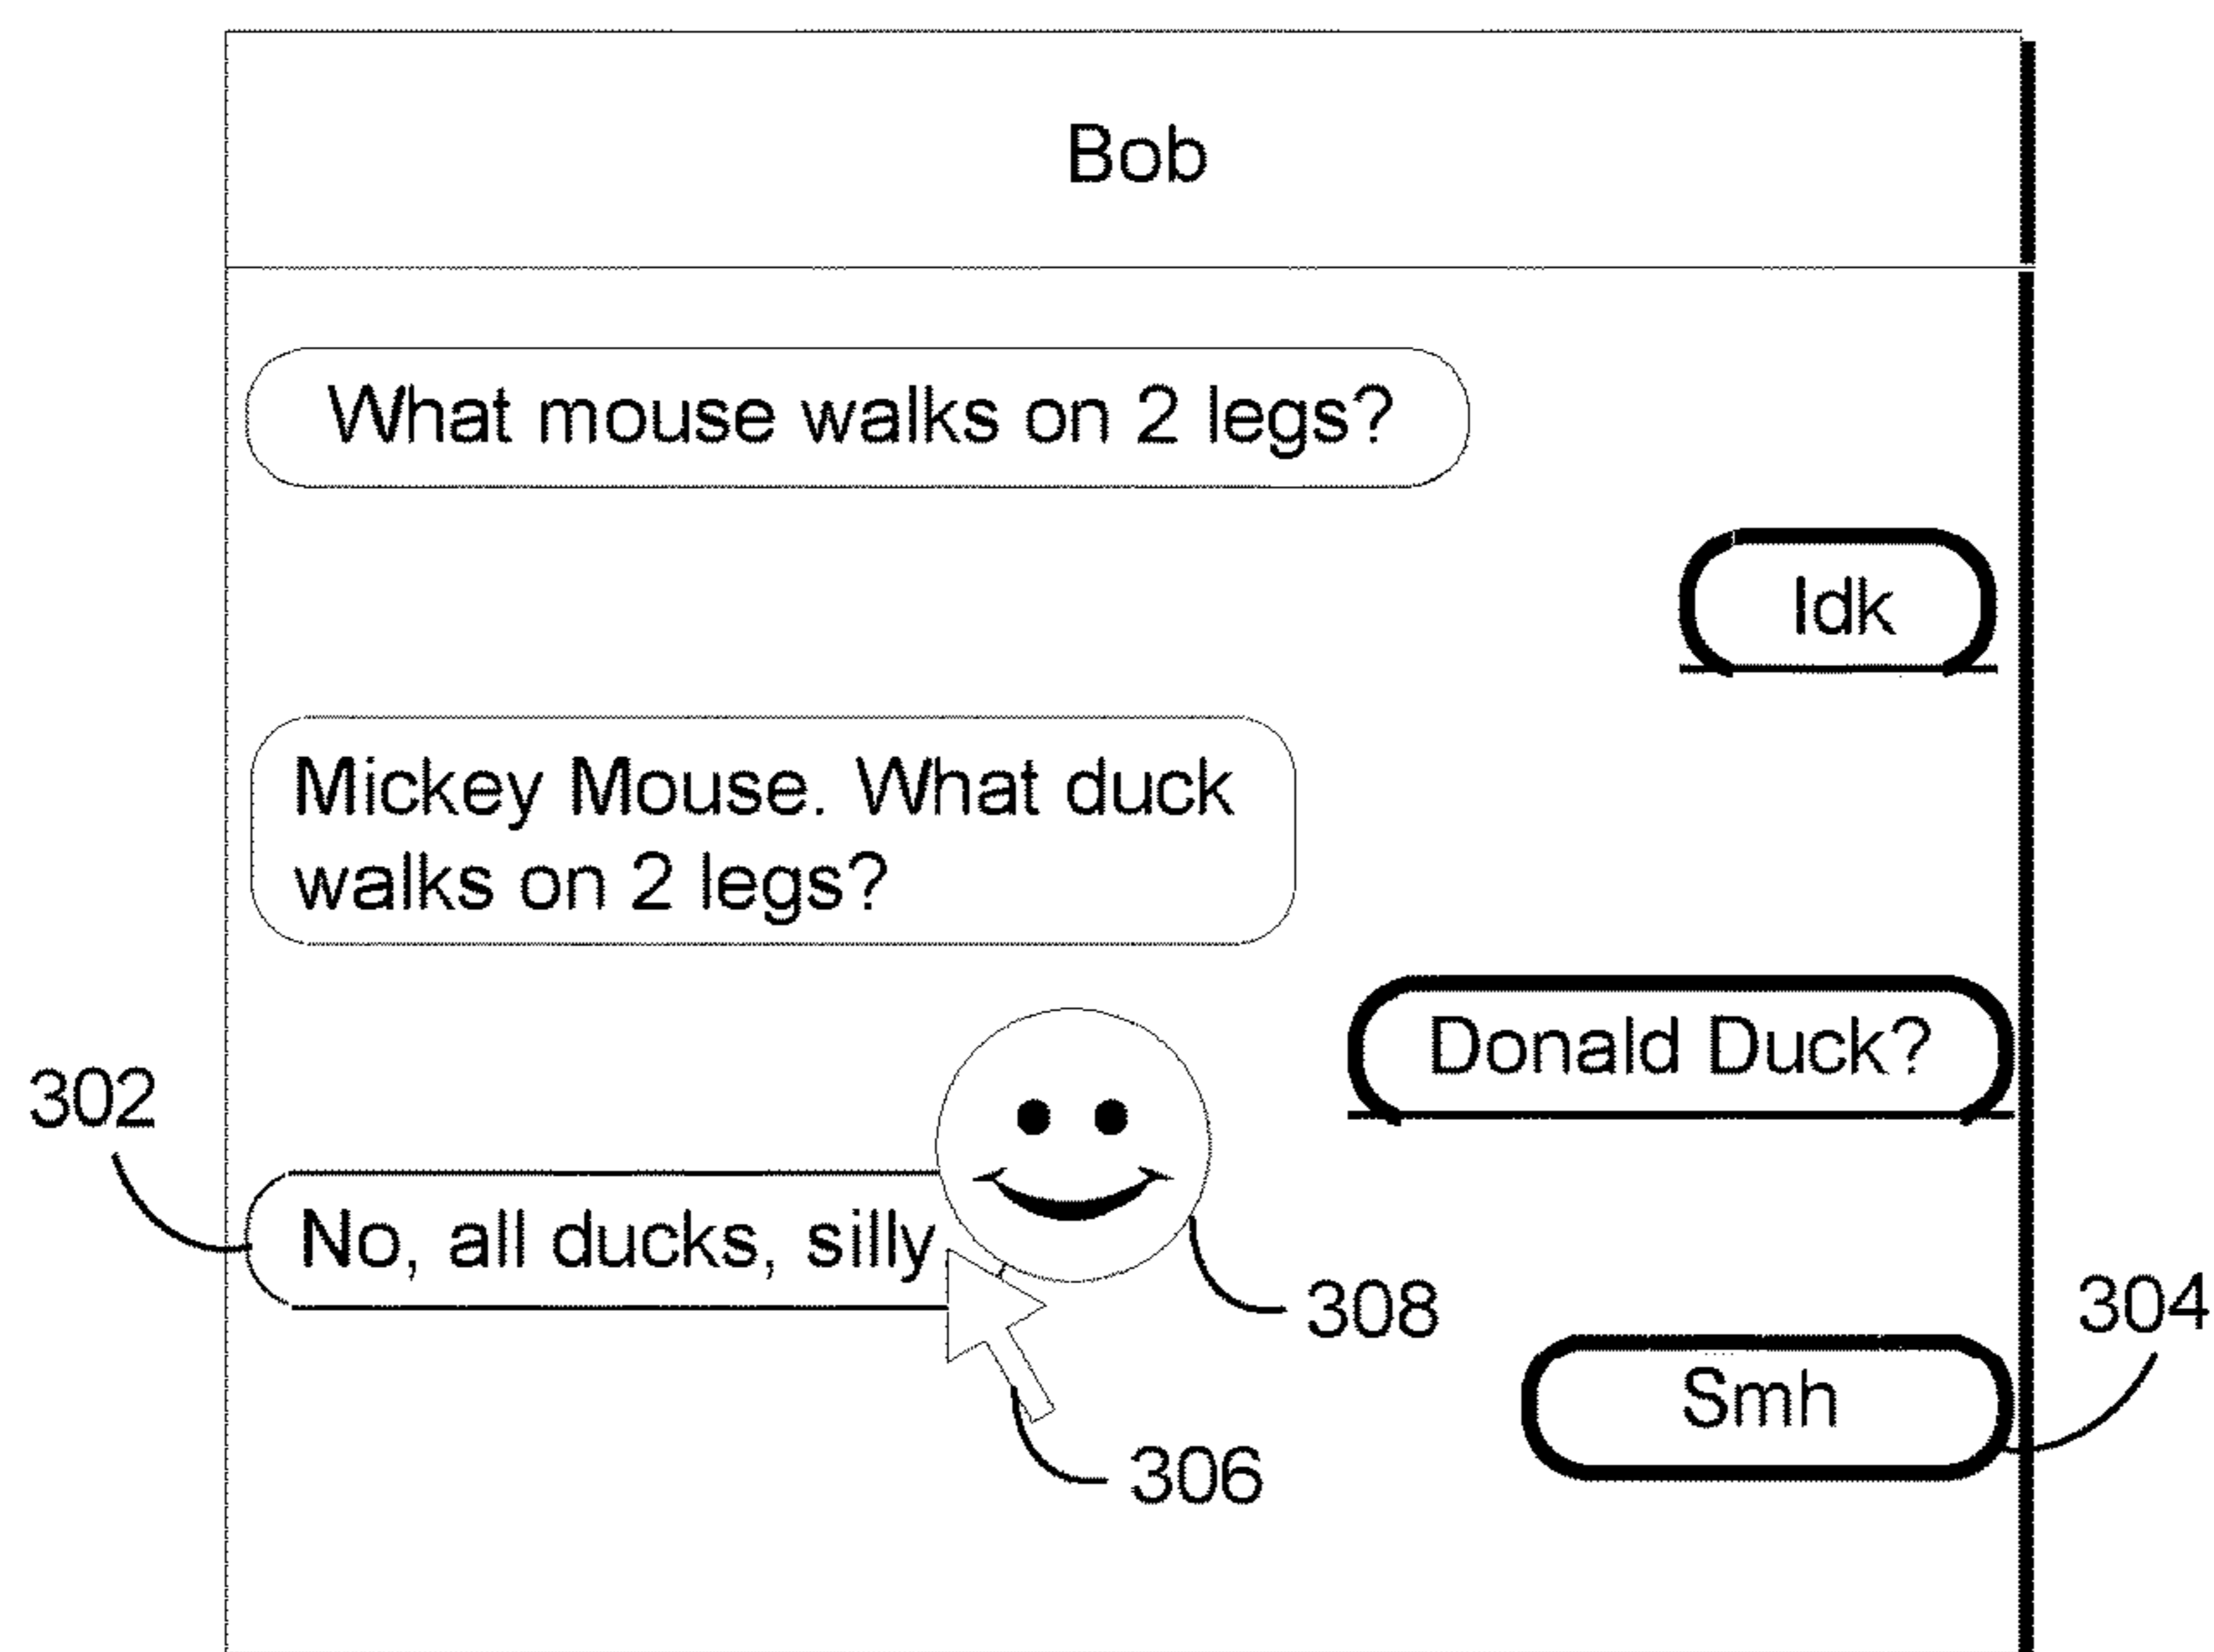 Bob
What mouse walks on 2 legs?
Idk
Mickey Mouse. What duck
walks on 2 legs?
Donald Duck?
302
No, all ducks, silly
308
304
Smh
306